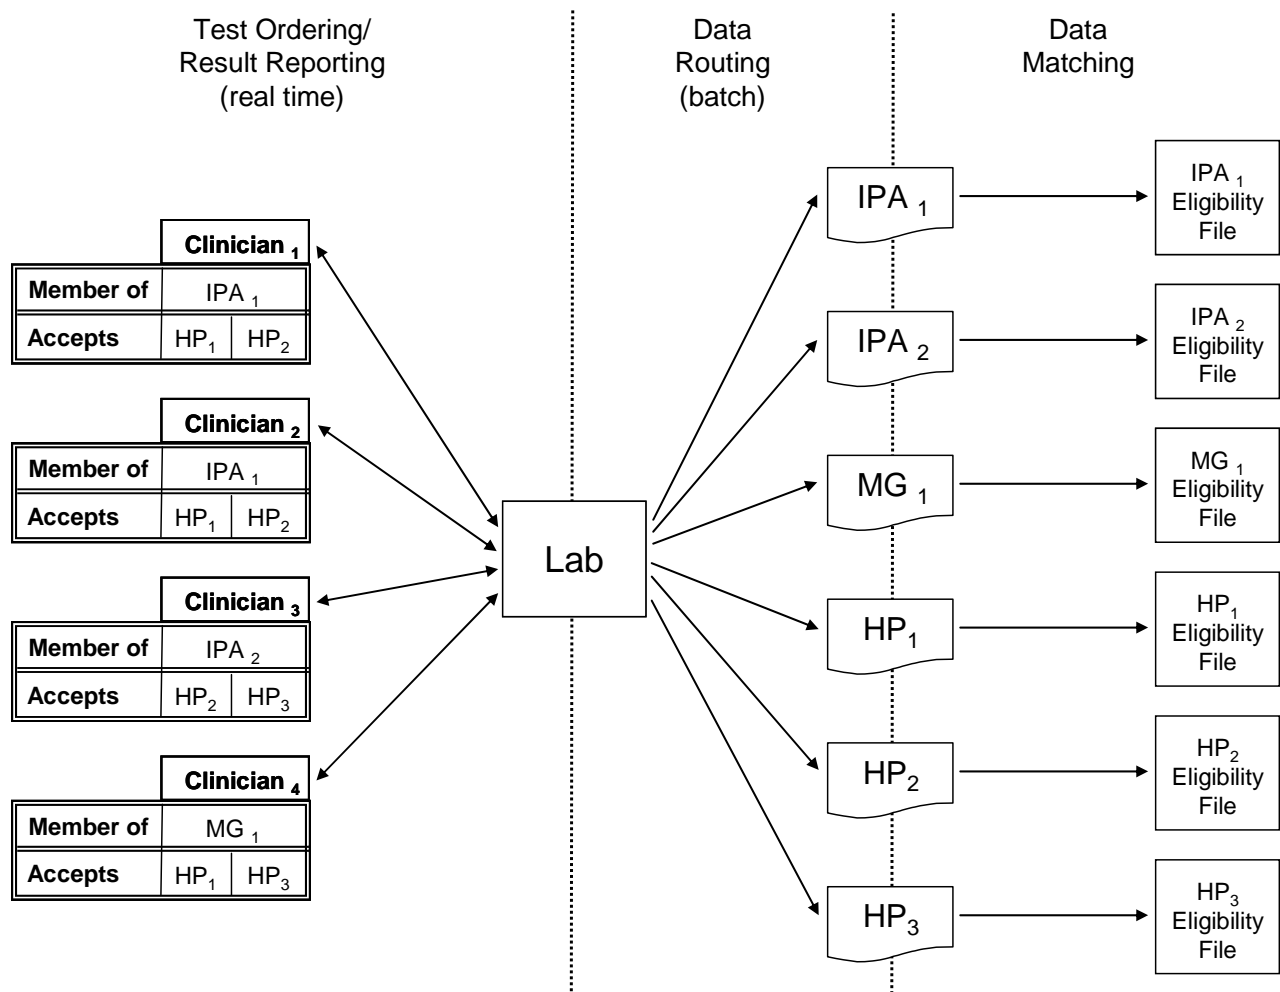 Test Ordering/
Result Reporting
(real time)
Data
Routing
(batch)
Data
Matching
Clinician 1
Member of IPA 1
Accepts HP1 HP2
Clinician 2
Member of IPA 1
Accepts HP1 HP2
Clinician 3
Member of IPA 2
Accepts HP2 HP3
Clinician 4
Member of MG 1
Accepts HP1 HP3
Lab
IPA 1
IPA 2
MG 1
HP1
HP2
HP3
IPA 1
Eligibility
File
IPA 2
Eligibility
File
MG 1
Eligibility
File
HP1
Eligibility
File
HP2
Eligibility
File
HP3
Eligibility
File